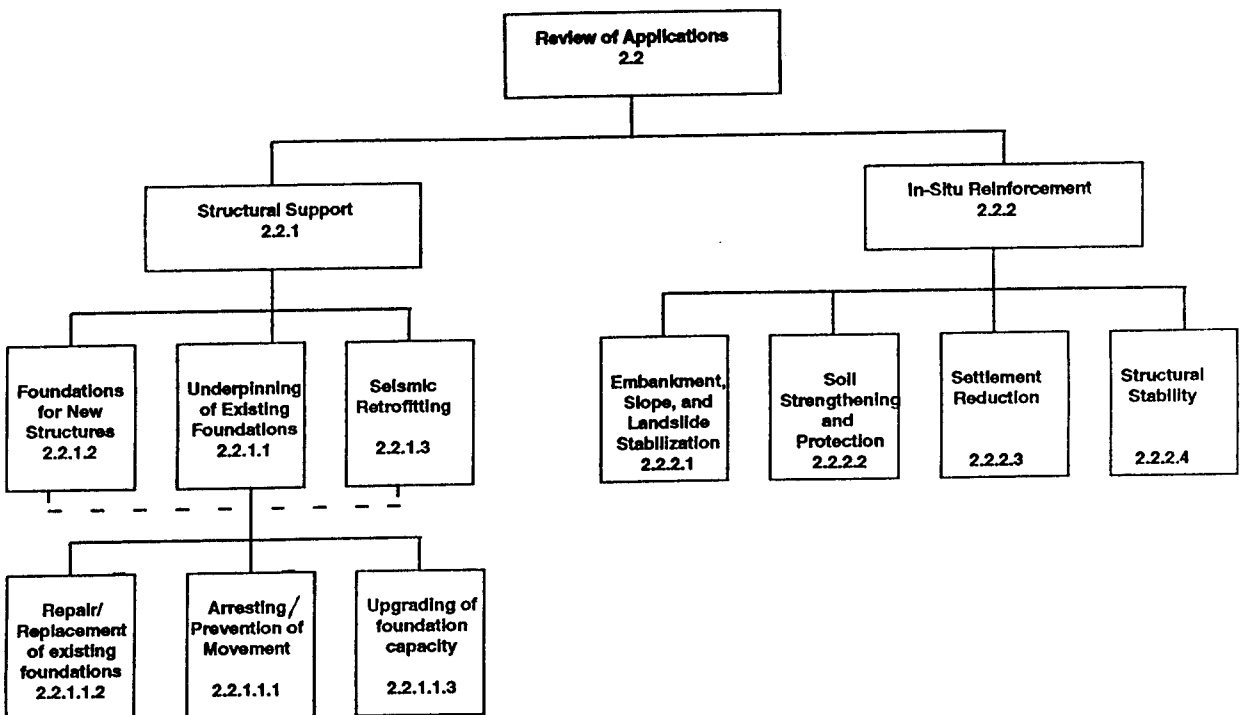 Review of Applications
2.2
Structural Support
2.2.1
In-Situ Reinforcement
2.2.2
Foundations
for New
Structures
2.2.1.2
Underpinning
of Existing
Foundations
2.2.1.1
Seismic
Retrofitting
2.2.1.3
Embankment,
Slope, and
Landslide
Stabilization
2.2.2.1
Soil
Strengthening
and
Protection
2.2.2.2
Settlement
Reduction
2.2.2.3
Structural
Stability
2.2.2.4
Repair/
Replacement
of existing
foundations
2.2.1.1.2
Arresting/
Prevention of
Movement
2.2.1.1.1
Upgrading of
foundation
capacity
2.2.1.1.3